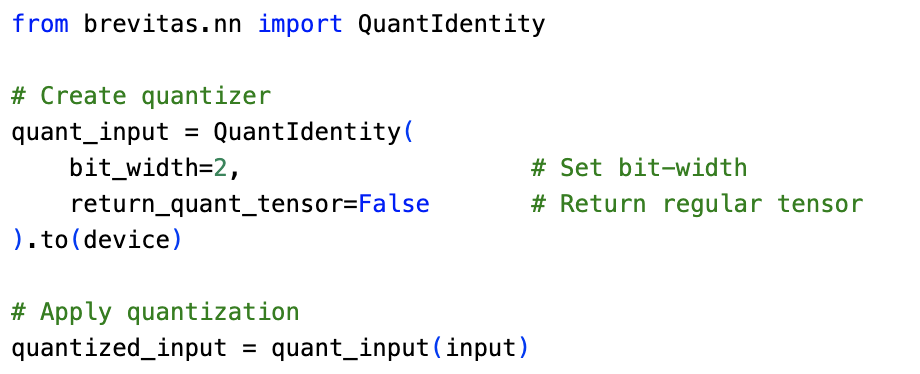 from brevitas.nn import QuantIdentity
# Create quantizer
quant_input = QuantIdentity(
    bit_width=2,                    # Set bit-width
    return_quant_tensor=False       # Return regular tensor
).to(device)
# Apply quantization
quantized_input = quant_input(input)